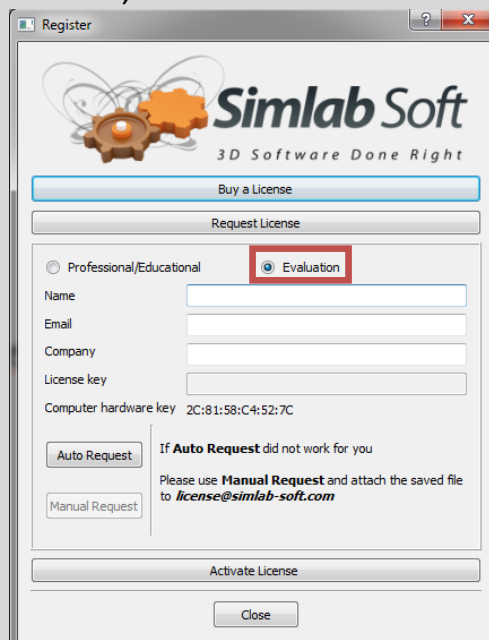 Register
Simlab Soft
3D Software Done Right
Buy a License
Request License
Professional/Educational
Evaluation
Name
Email
Company
License key
Computer hardware key 2C:81:58:C4:52:7C
Auto Request
If Auto Request did not work for you
Please use Manual Request and attach the saved file
to license@simlab-soft.com
Manual Request
Activate License
Close